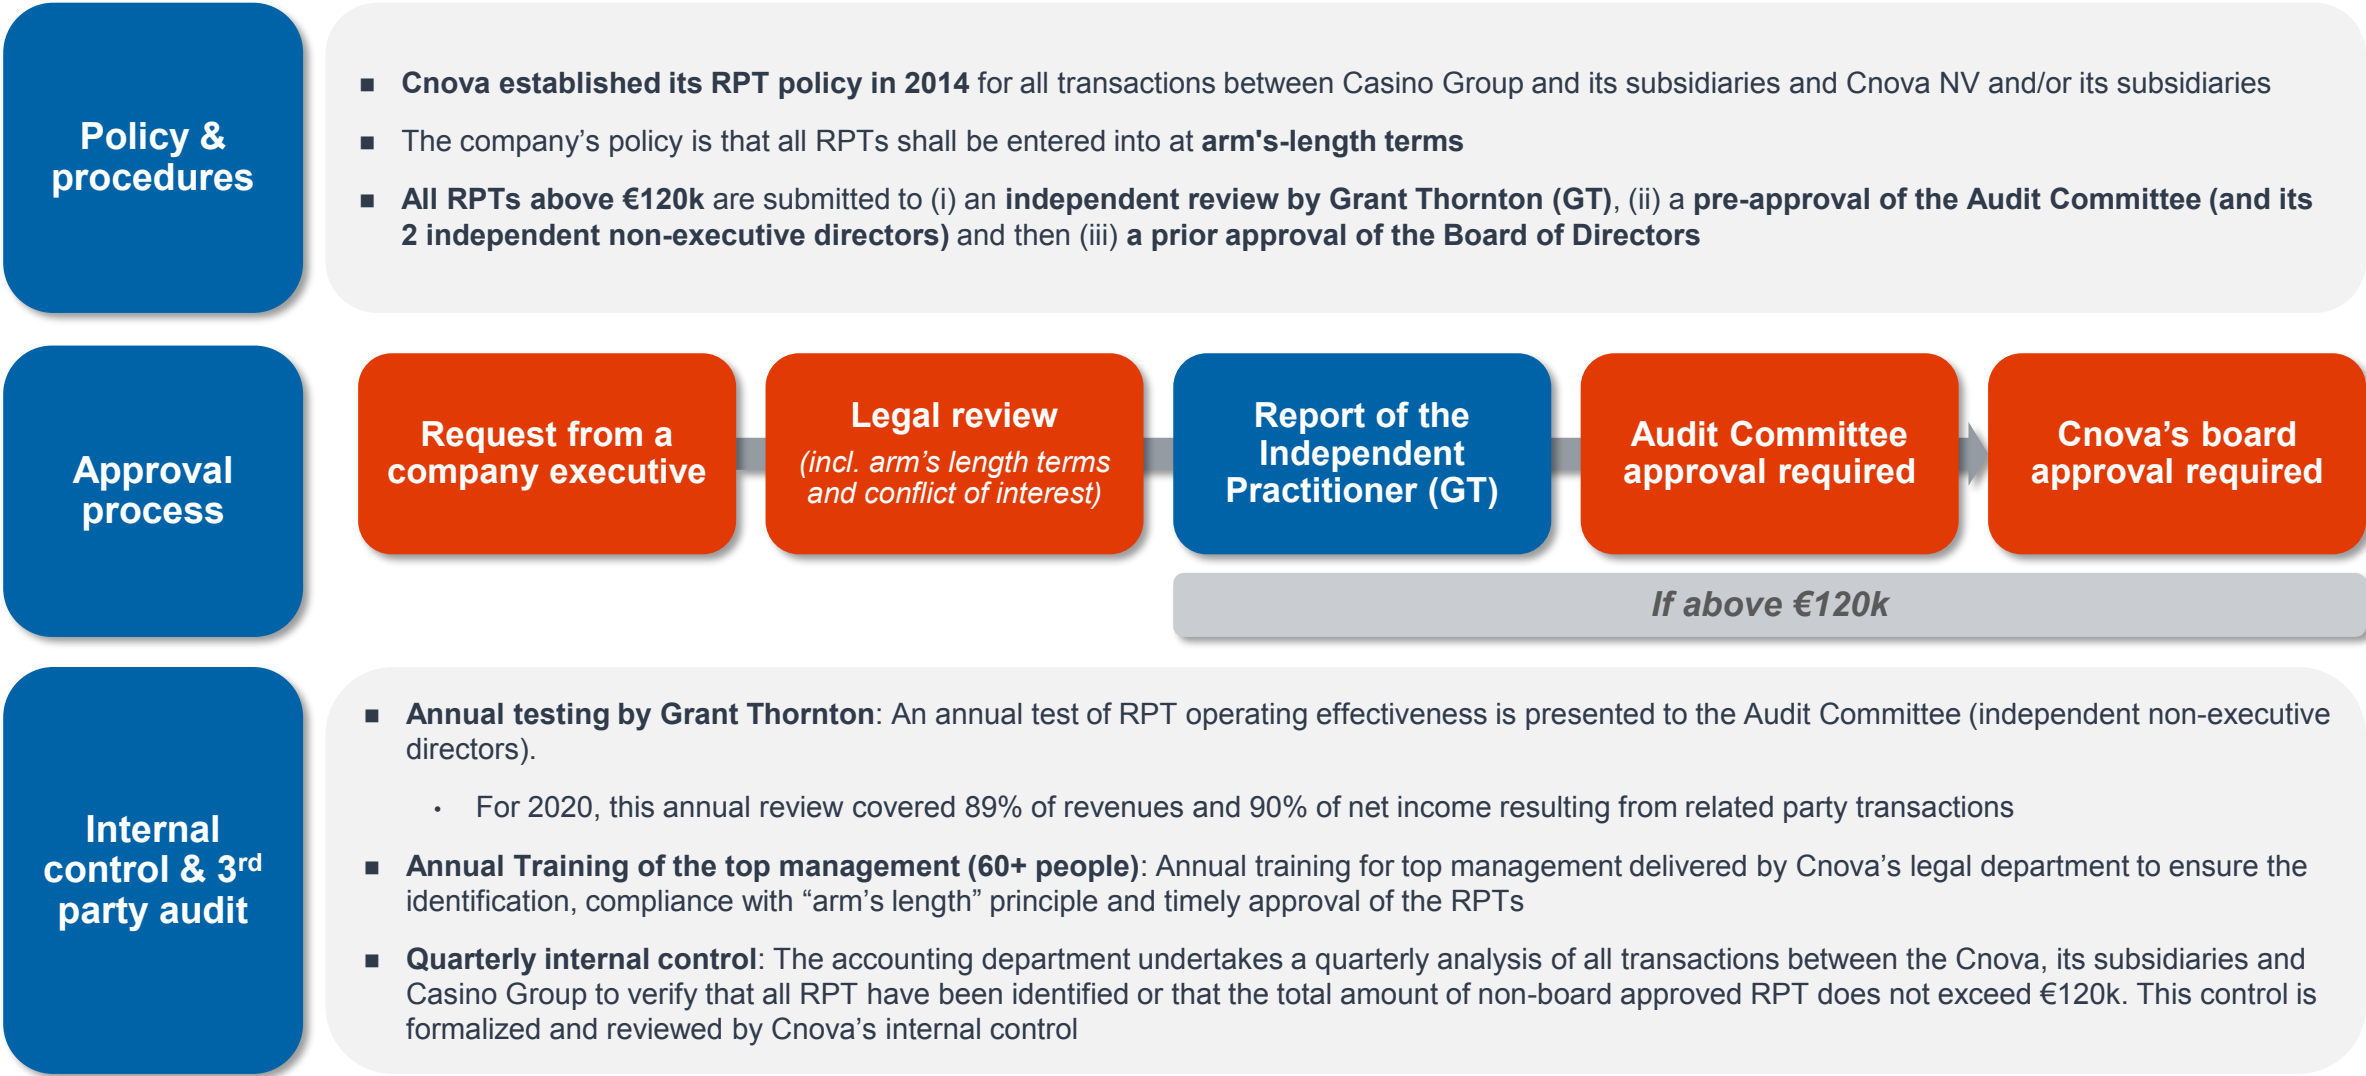 Policy &
procedures
■ Cnova established its RPT policy in 2014 for all transactions between Casino Group and its subsidiaries and Cnova NV and/or its subsidiaries
■ The company’s policy is that all RPTs shall be entered into at arm's-length terms
■ All RPTs above €120k are submitted to (i) an independent review by Grant Thornton (GT), (ii) a pre-approval of the Audit Committee (and its
2 independent non-executive directors) and then (iii) a prior approval of the Board of Directors
Approval
process
Request from a
company executive
Legal review
(incl. arm’s length terms
and conflict of interest)
Report of the
Independent
Practitioner (GT)
Audit Committee
approval required
Cnova’s board
approval required
If above €120k
Internal
control & 3rd
party audit
■ Annual testing by Grant Thornton: An annual test of RPT operating effectiveness is presented to the Audit Committee (independent non-executive
directors).
• For 2020, this annual review covered 89% of revenues and 90% of net income resulting from related party transactions
■ Annual Training of the top management (60+ people): Annual training for top management delivered by Cnova’s legal department to ensure the
identification, compliance with “arm’s length” principle and timely approval of the RPTs
■ Quarterly internal control: The accounting department undertakes a quarterly analysis of all transactions between the Cnova, its subsidiaries and
Casino Group to verify that all RPT have been identified or that the total amount of non-board approved RPT does not exceed €120k. This control is
formalized and reviewed by Cnova’s internal control